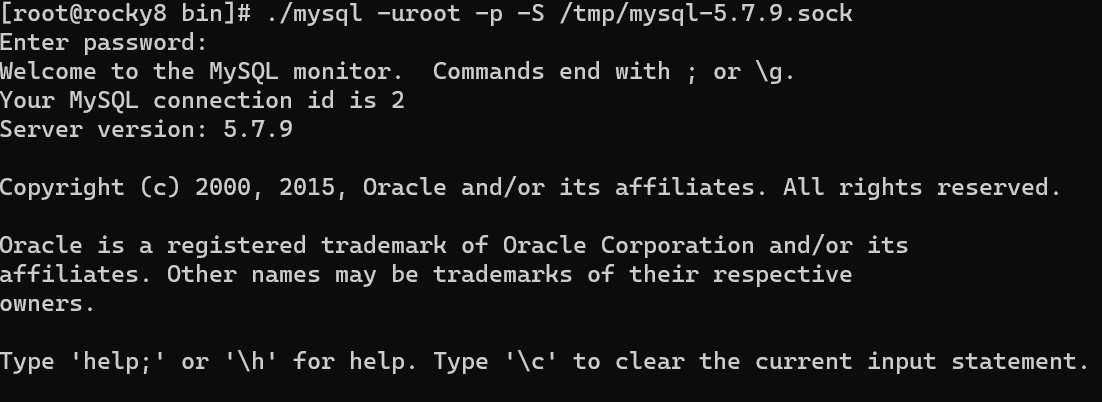 [root@rocky8 bin]# ./mysql -uroot -p -S /tmp/mysql-5.7.9.sock
Enter password:
Welcome to the MySQL monitor.  Commands end with ; or \g.
Your MySQL connection id is 2
Server version: 5.7.9

Copyright (c) 2000, 2015, Oracle and/or its affiliates. All rights reserved.

Oracle is a registered trademark of Oracle Corporation and/or its
affiliates. Other names may be trademarks of their respective
owners.

Type 'help;' or '\h' for help. Type '\c' to clear the current input statement.